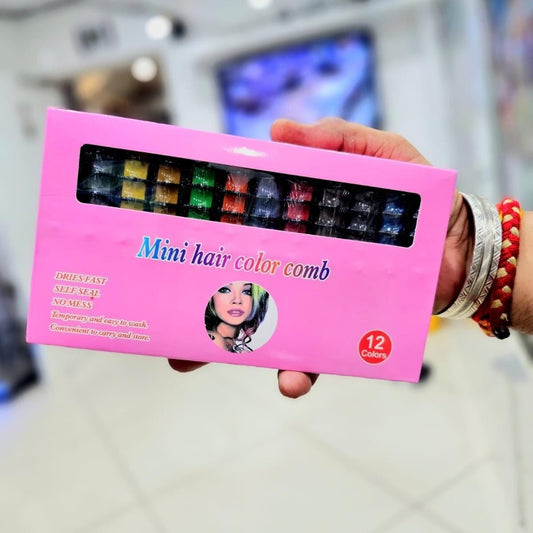 Mini hair color comb
DRIES FAST
SELF SEAL
NO MESS
Temporary and easy to wash.
Convenient to carry and store.
12
Colors